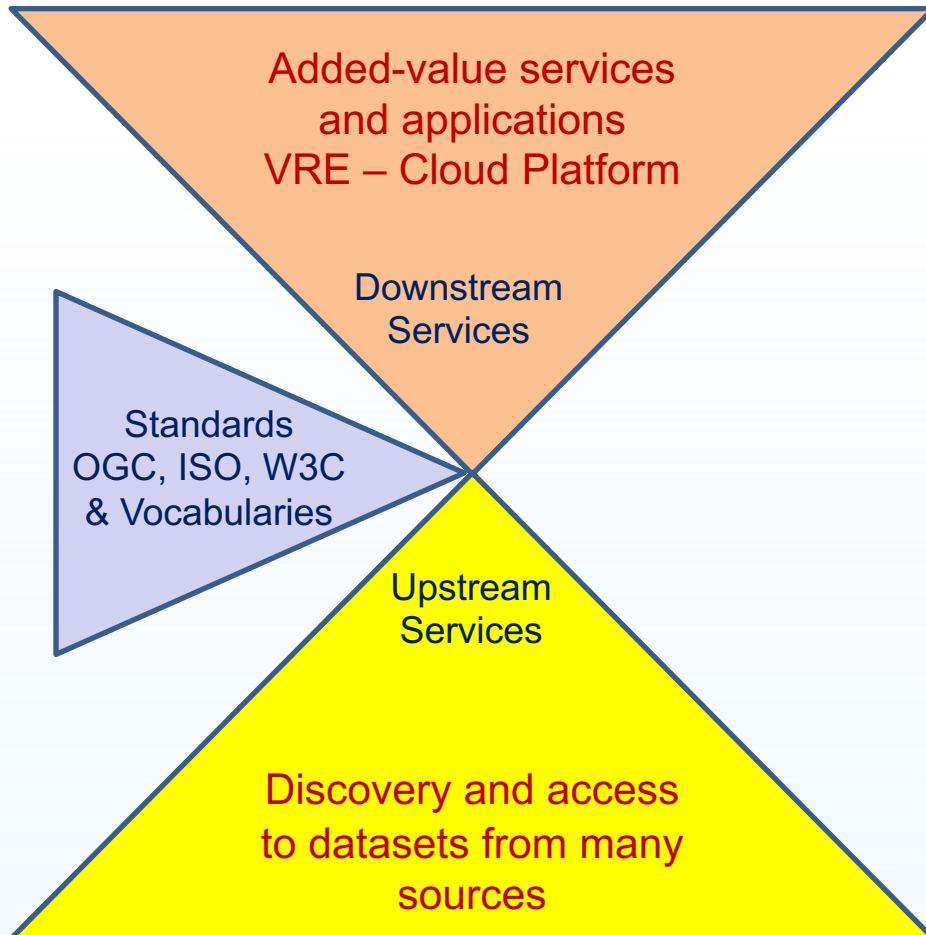 Added-value services
and applications
VRE – Cloud Platform
Downstream
Services
Standards
OGC, ISO, W3C
& Vocabularies
Upstream
Services
Discovery and access
to datasets from many
sources